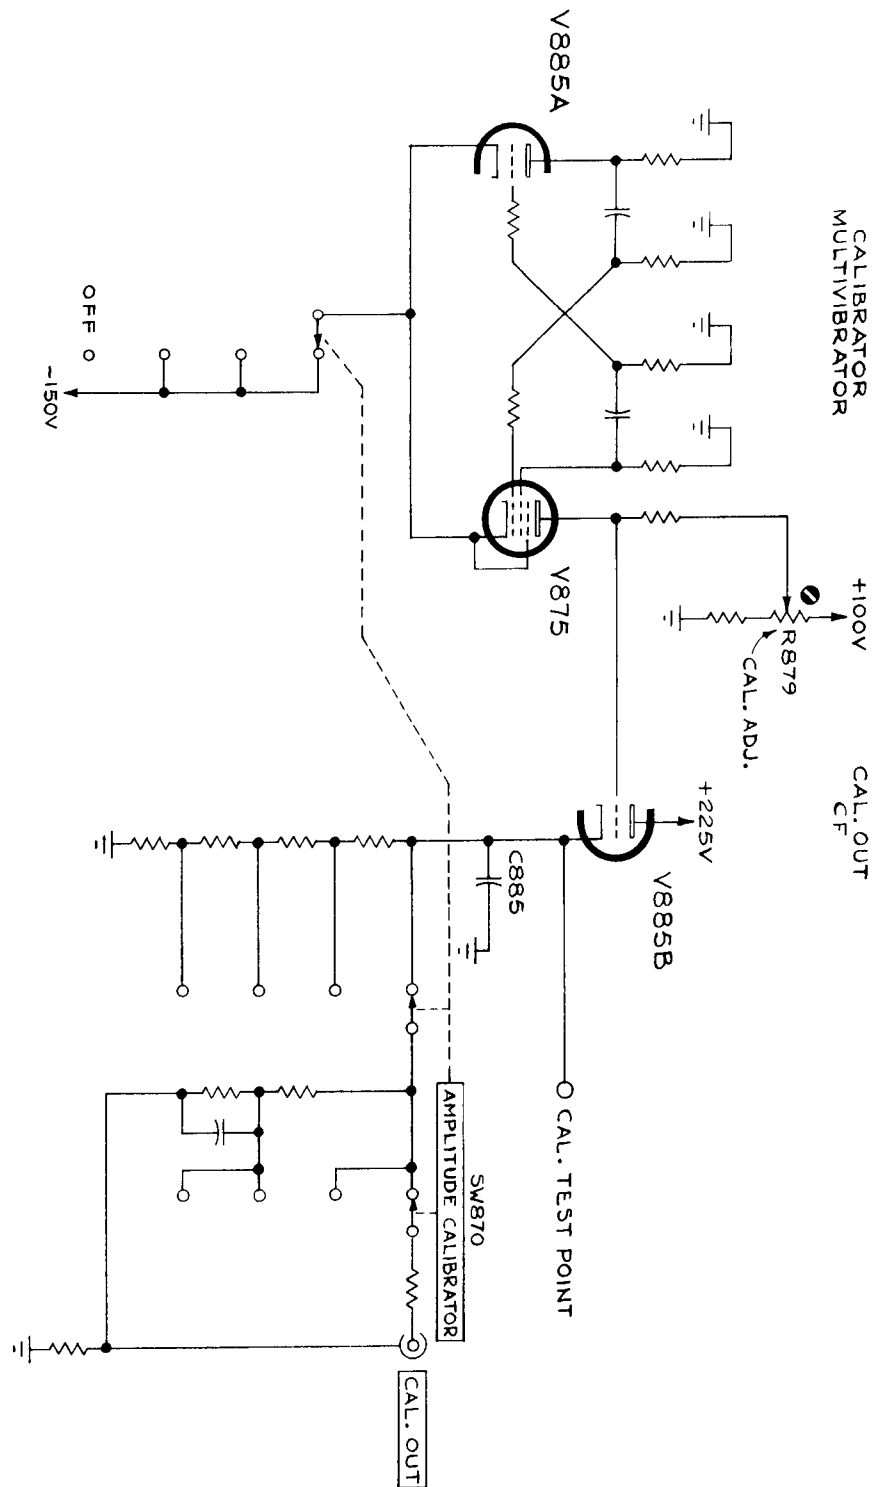 CALIBRATOR
MULTIVIBRATOR
CAL. OUT
CF
V885A
V875
V885B
+100V
R879
CAL. ADJ.
+225V
C885
CAL. TEST POINT
SW870
AMPLITUDE CALIBRATOR
CAL. OUT
OFF
-150V